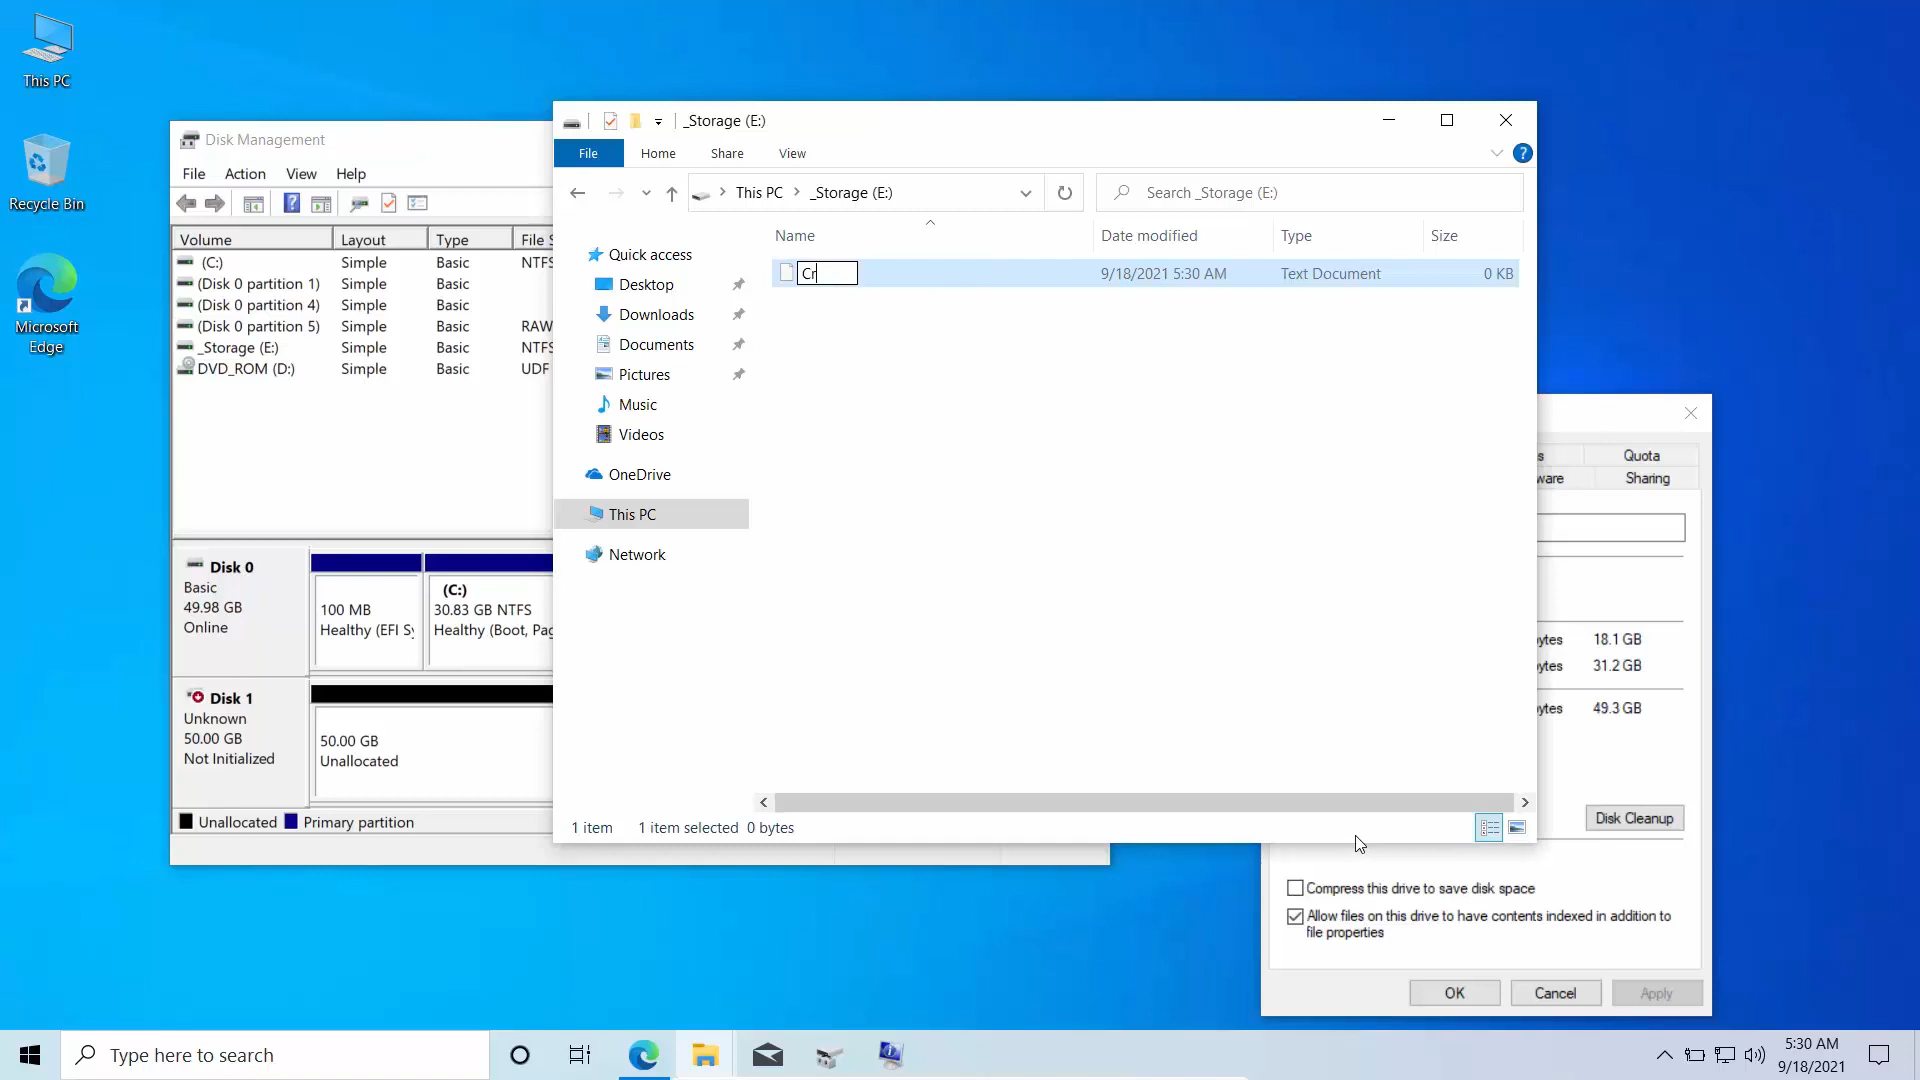 This PC
Recycle Bin
Microsoft
Edge
Disk Management
File Action View Help
Volume Layout Type File S
(C:) Simple Basic NTFS
(Disk 0 partition 1) Simple Basic
(Disk 0 partition 4) Simple Basic
(Disk 0 partition 5) Simple Basic RAW
_Storage (E:) Simple Basic NTFS
DVD_ROM (D:) Simple Basic UDF
Disk 0
Basic
49.98 GB
Online
100 MB
Healthy (EFI Sy
(C:)
30.83 GB NTFS
Healthy (Boot, Pag
Disk 1
Unknown
50.00 GB
Not Initialized
50.00 GB
Unallocated
Unallocated Primary partition
_Storage (E:)
File Home Share View
This PC _Storage (E:)
Search _Storage (E:)
Quick access
Desktop
Downloads
Documents
Pictures
Music
Videos
OneDrive
This PC
Network
Name Date modified Type Size
Cr 9/18/2021 5:30 AM Text Document 0 KB
1 item 1 item selected 0 bytes
s Quota
ware Sharing
ytes 18.1 GB
ytes 31.2 GB
ytes 49.3 GB
Disk Cleanup
Compress this drive to save disk space
Allow files on this drive to have contents indexed in addition to
file properties
OK Cancel Apply
Type here to search
5:30 AM
9/18/2021